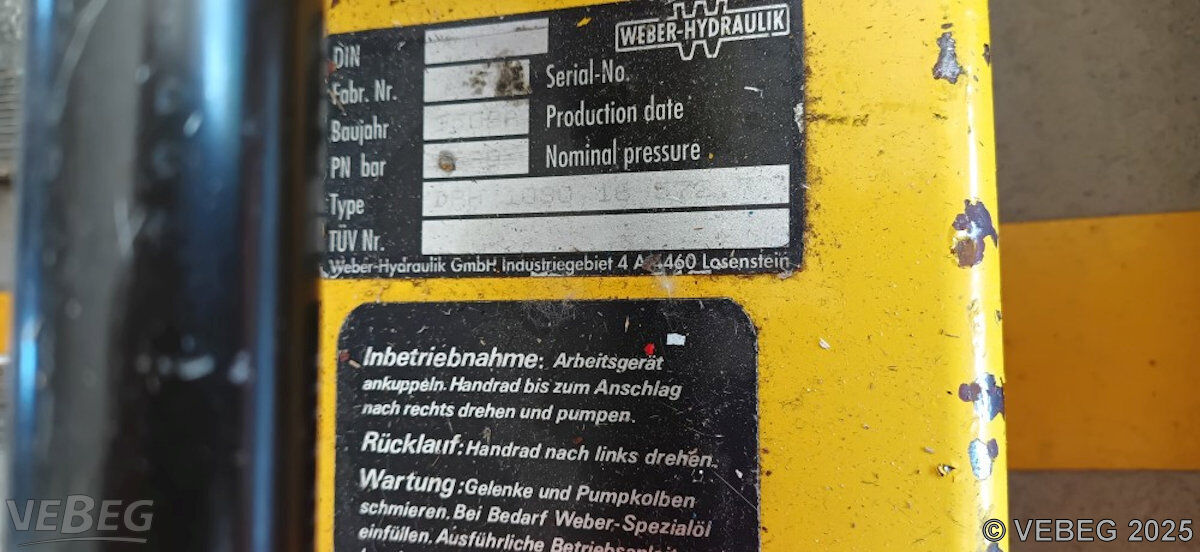 WEBER-HYDRAULIK
DIN
Fabr. Nr. Serial-No.
Baujahr Production date
PN bar Nominal pressure
Type
TÜV Nr.
Weber-Hydraulik GmbH Industriegebiet 4 A 4460 Losenstein
Inbetriebnahme: Arbeitsgerät
ankuppeln. Handrad bis zum Anschlag
nach rechts drehen und pumpen.
Rücklauf: Handrad nach links drehen.
Wartung: Gelenke und Pumpkolben
schmieren. Bei Bedarf Weber-Spezialöl
einfüllen. Ausführliche
VEBEG
© VEBEG 2025